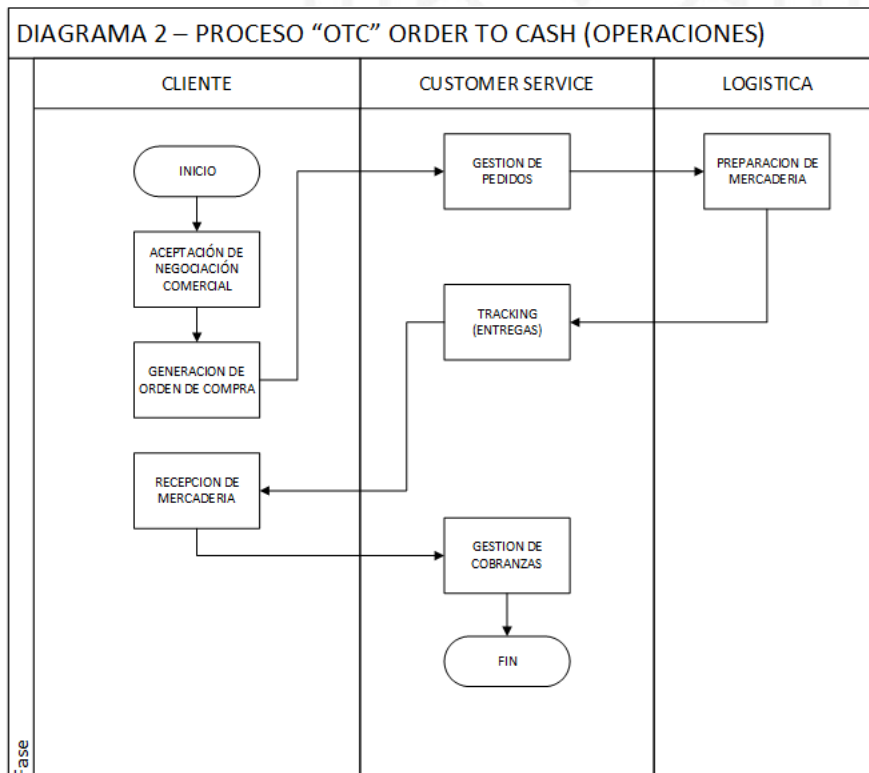 DIAGRAMA 2 – PROCESO “OTC” ORDER TO CASH (OPERACIONES)
CLIENTE
CUSTOMER SERVICE
LOGISTICA
INICIO
ACEPTACIÓN DE
NEGOCIACIÓN
COMERCIAL
GENERACION DE
ORDEN DE COMPRA
GESTION DE
PEDIDOS
PREPARACION DE
MERCADERIA
TRACKING
(ENTREGAS)
RECEPCION DE
MERCADERIA
GESTION DE
COBRANZAS
FIN
Fase